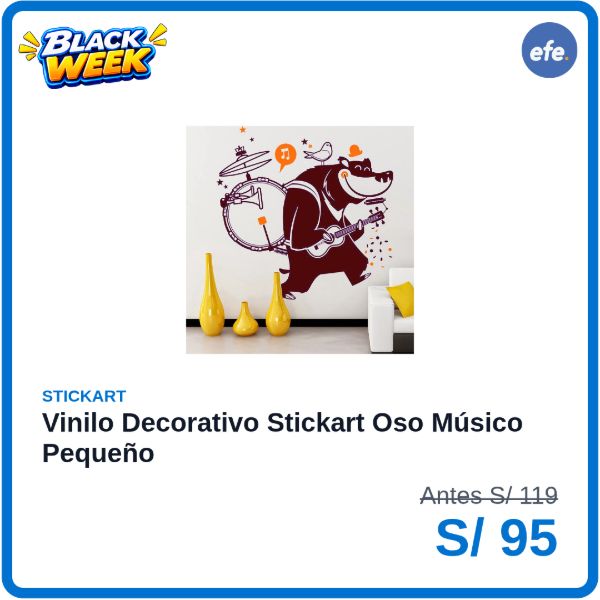 BLACK
WEEK
efe.
STICKART
Vinilo Decorativo Stickart Oso Músico
Pequeño
Antes S/ 119
S/ 95